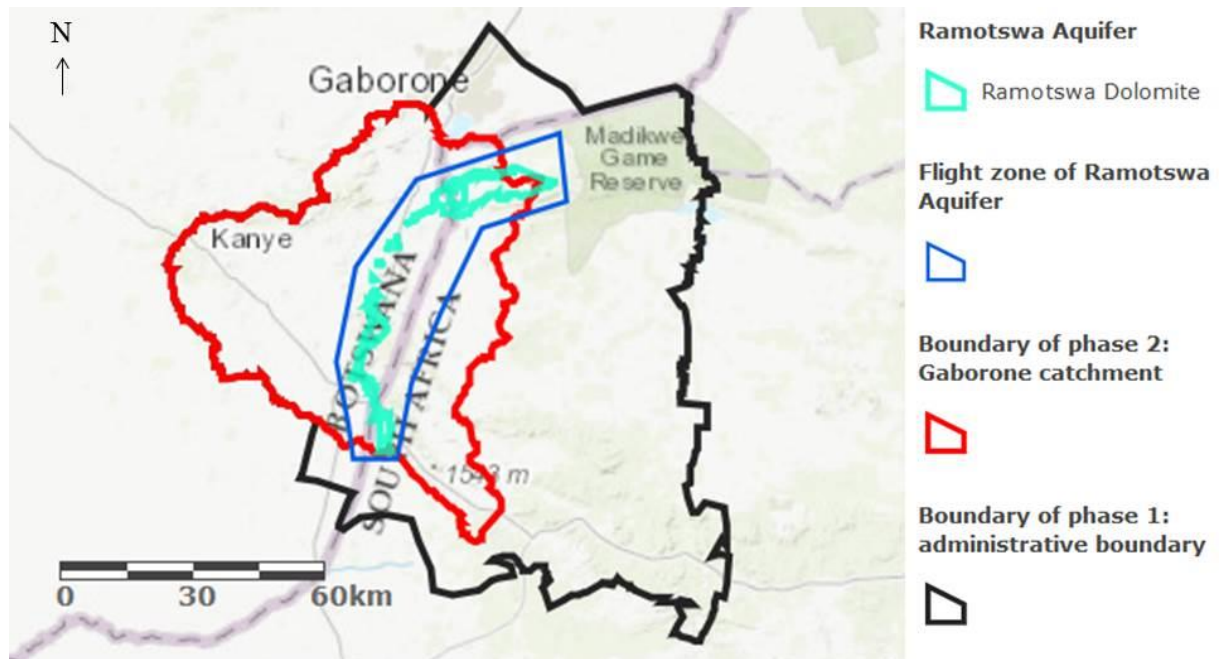 N
Gaborone
Madikwe
Game
Reserve
Kanye
BOTSWANA
SOUTH AFRICA
1543 m
0 30 60km
Ramotswa Aquifer
Ramotswa Dolomite
Flight zone of Ramotswa
Aquifer
Boundary of phase 2:
Gaborone catchment
Boundary of phase 1:
administrative boundary